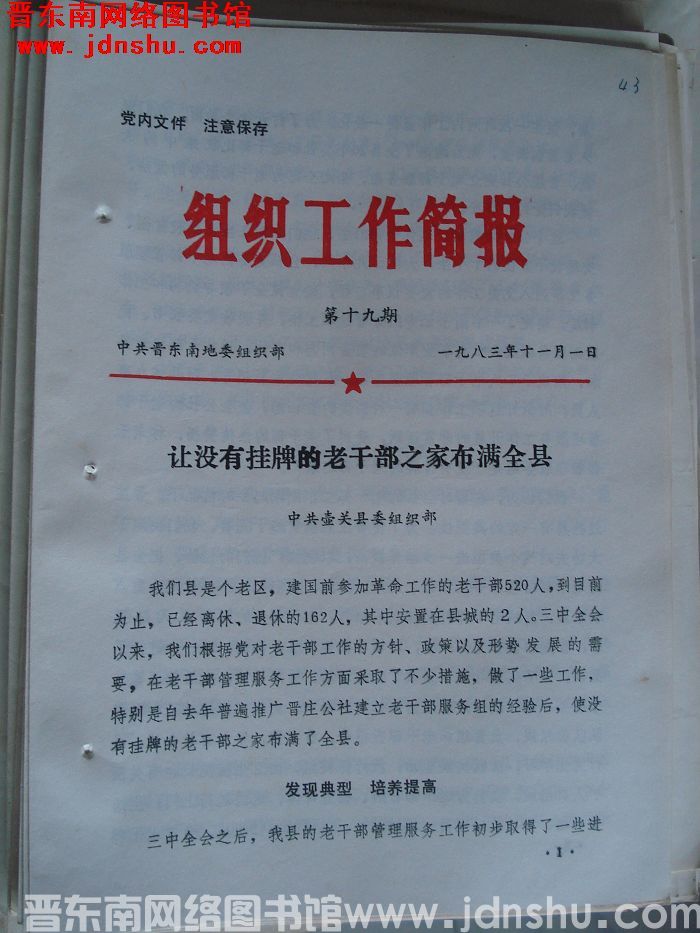 晋东南网络图书馆
www.jdnshu.com
43
党内文件 注意保存
组织工作简报
第十九期
中共晋东南地委组织部 一九八三年十一月一日
让没有挂牌的老干部之家布满全县
中共壶关县委组织部
我们县是个老区，建国前参加革命工作的老干部520人，到目前
为止，已经离休、退休的162人，其中安置在县城的2人。三中全会
以来，我们根据党对老干部工作的方针、政策以及形势发展的需
要，在老干部管理服务工作方面采取了不少措施，做了一些工作，
特别是自去年普遍推广晋庄公社建立老干部服务组的经验后，使没
有挂牌的老干部之家布满了全县。
发现典型 培养提高
三中全会之后，我县的老干部管理服务工作初步取得了一些进
·1·
晋东南网络图书馆www.jdnshu.com